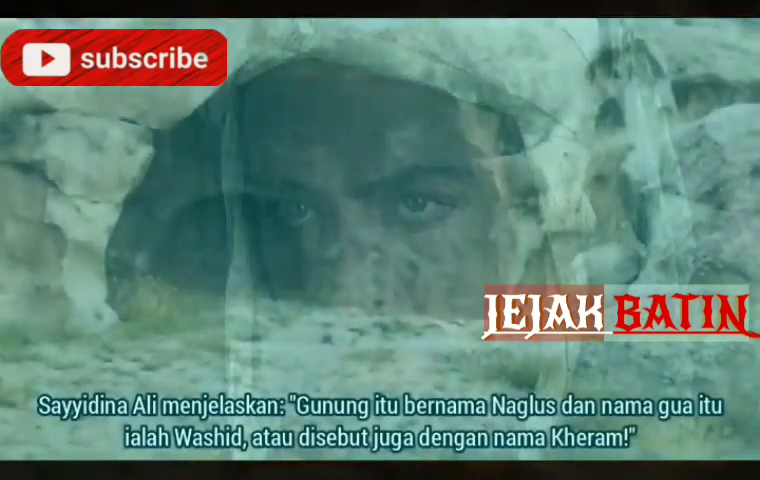 subscribe
JEJAK BATIN
Sayyidina Ali menjelaskan: "Gunung itu bernama Naglus dan nama gua itu
ialah Washid, atau disebut juga dengan nama Kheram!"